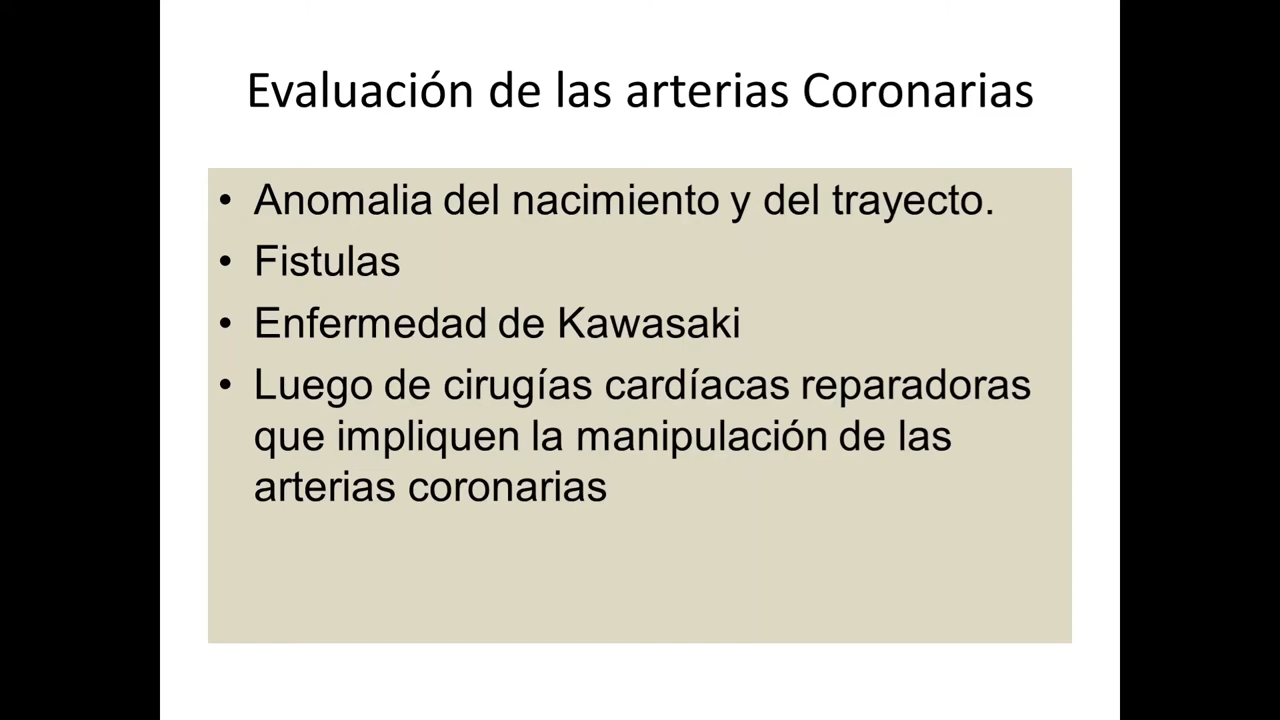 Evaluación de las arterias Coronarias
• Anomalia del nacimiento y del trayecto.
• Fistulas
• Enfermedad de Kawasaki
• Luego de cirugías cardíacas reparadoras
que impliquen la manipulación de las
arterias coronarias